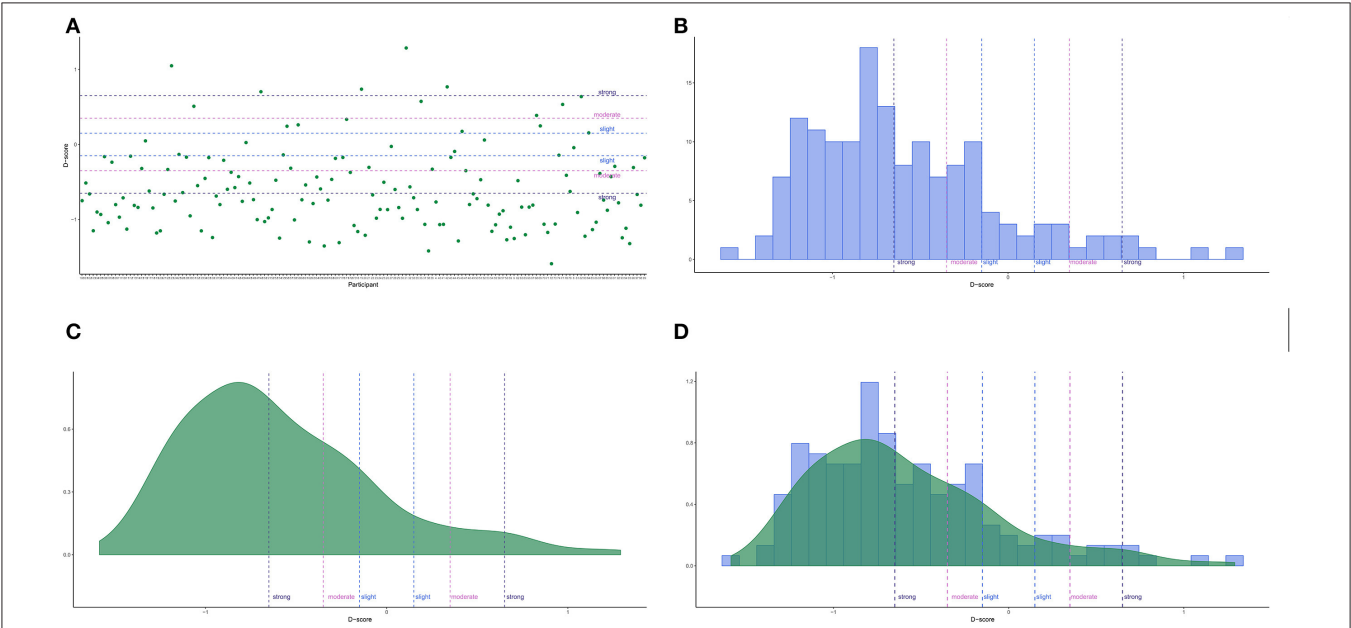 A
B
1
0
−1
D−score
strong
moderate
slight
slight
moderate
strong
Participant
15
10
5
0
strong
moderate
slight
slight
moderate
strong
−1
0
1
D−score
C
D
0.6
0.3
0.0
strong
moderate
slight
slight
moderate
strong
−1
0
1
D−score
1.2
0.8
0.4
0.0
strong
moderate
slight
slight
moderate
strong
−1
0
1
D−score